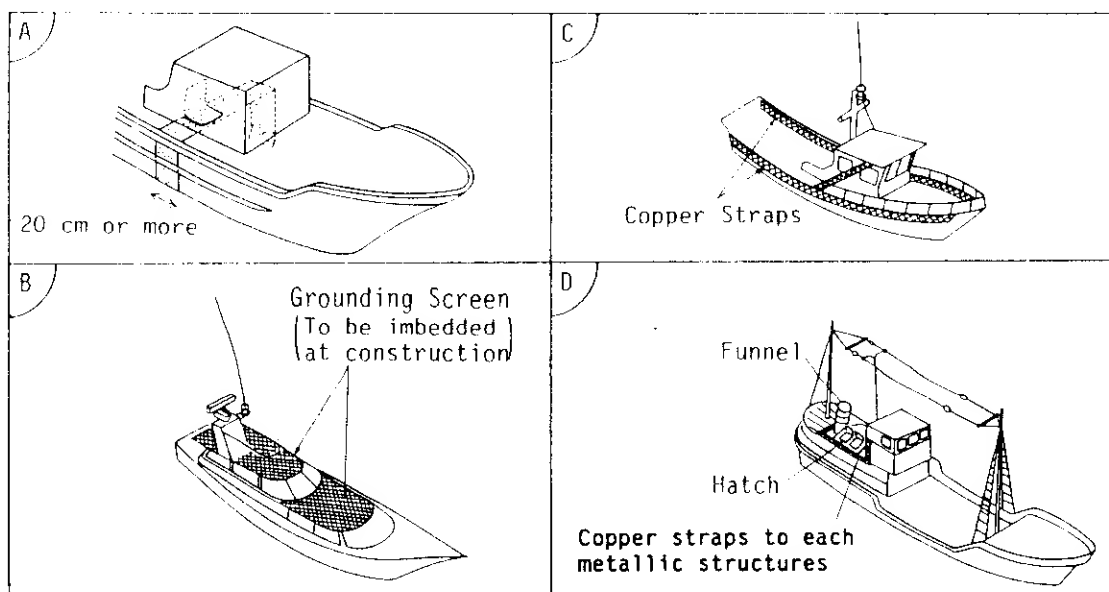 A
20 cm or more
B
Grounding Screen
(To be imbedded
at construction)
C
Copper Straps
D
Funnel
Hatch
Copper straps to each
metallic structures